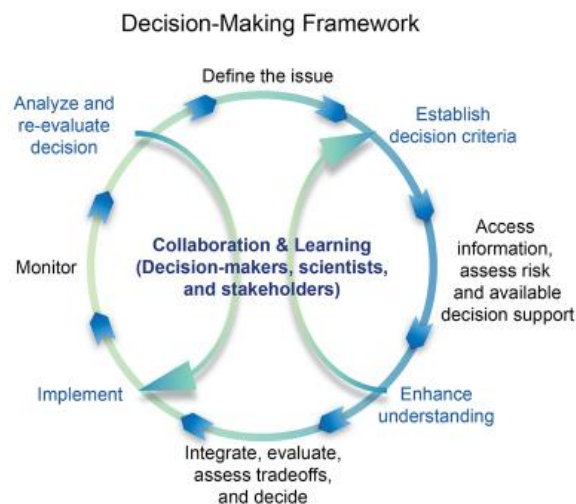 Decision-Making Framework
Define the issue
Establish
decision criteria
Access
information,
assess risk
and available
decision support
Enhance
understanding
Integrate, evaluate,
assess tradeoffs,
and decide
Implement
Monitor
Analyze and
re-evaluate
decision
Collaboration & Learning
(Decision-makers, scientists,
and stakeholders)